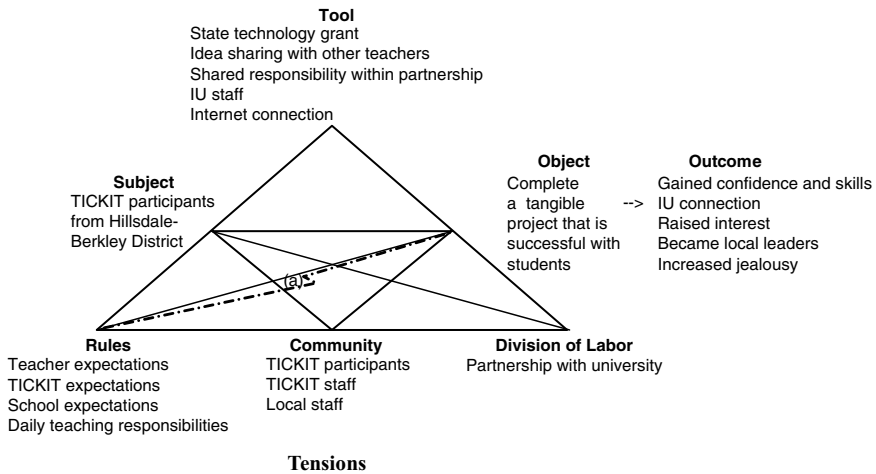 Tool
State technology grant
Idea sharing with other teachers
Shared responsibility within partnership
IU staff
Internet connection
Subject
TICKIT participants
from Hillsdale-
Berkley District
Object
Complete
a tangible
project that is
successful with
students
-->
Outcome
Gained confidence and skills
IU connection
Raised interest
Became local leaders
Increased jealousy
(a)
Rules
Teacher expectations
TICKIT expectations
School expectations
Daily teaching responsibilities
Community
TICKIT participants
TICKIT staff
Local staff
Division of Labor
Partnership with university
Tensions